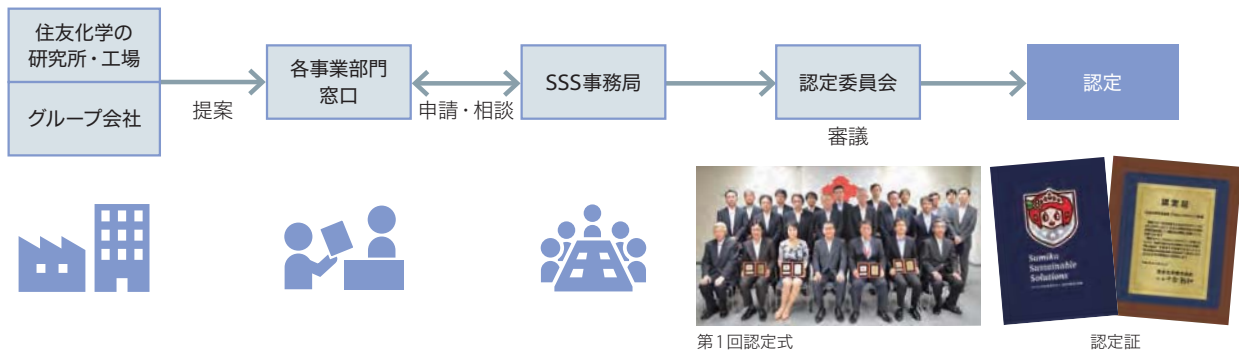 住友化学の
研究所・工場
グループ会社
提案
各事業部門
窓口
申請・相談
SSS事務局
認定委員会
審議
認定
Sumika
Sustainable
Solutions
認定証
第1回認定式
認定証